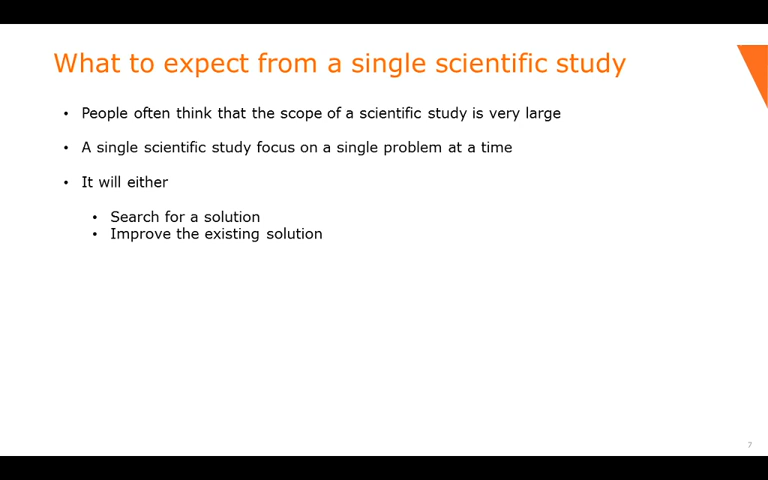 What to expect from a single scientific study
• People often think that the scope of a scientific study is very large
• A single scientific study focus on a single problem at a time
• It will either
• Search for a solution
• Improve the existing solution
7